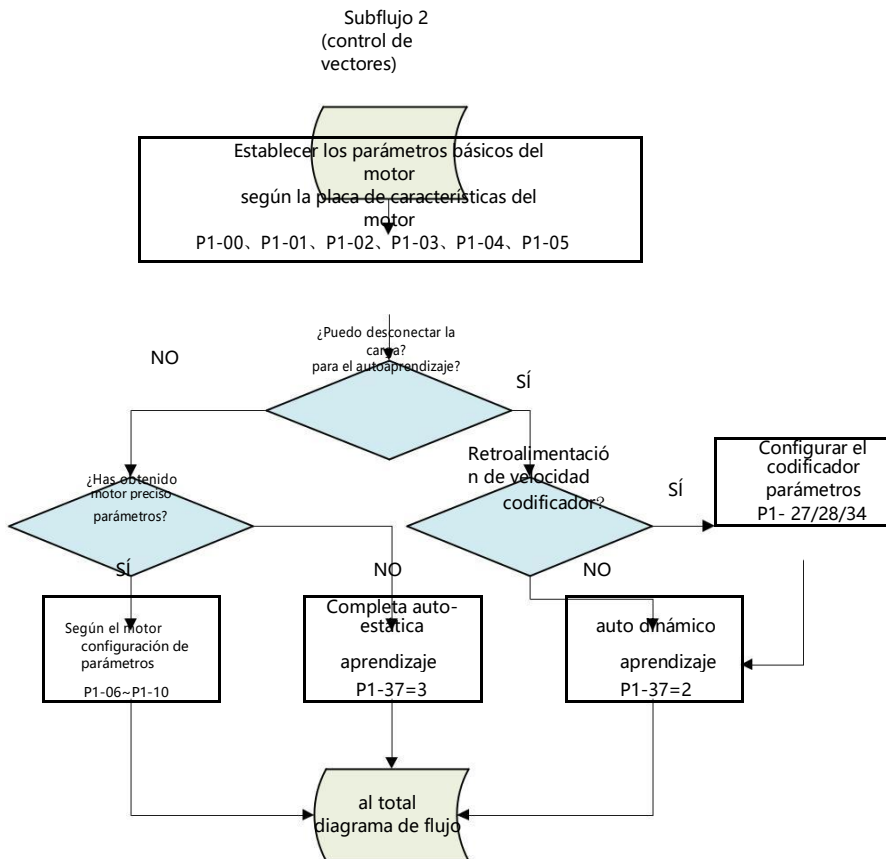 Subflujo 2
(control de
vectores)
Establecer los parámetros básicos del
motor
según la placa de características del
motor
P1-00、P1-01、P1-02、P1-03、P1-04、P1-05
¿Puedo desconectar la
carga?
para el autoaprendizaje?
NO
SÍ
¿Has obtenido
motor preciso
parámetros?
Retroalimentació
n de velocidad
codificador?
SÍ
Configurar el
codificador
parámetros
P1- 27/28/34
SÍ
NO
NO
Según el motor
configuración de
parámetros
P1-06~P1-10
Completa auto-
estática
aprendizaje
P1-37=3
auto dinámico
aprendizaje
P1-37=2
al total
diagrama de flujo